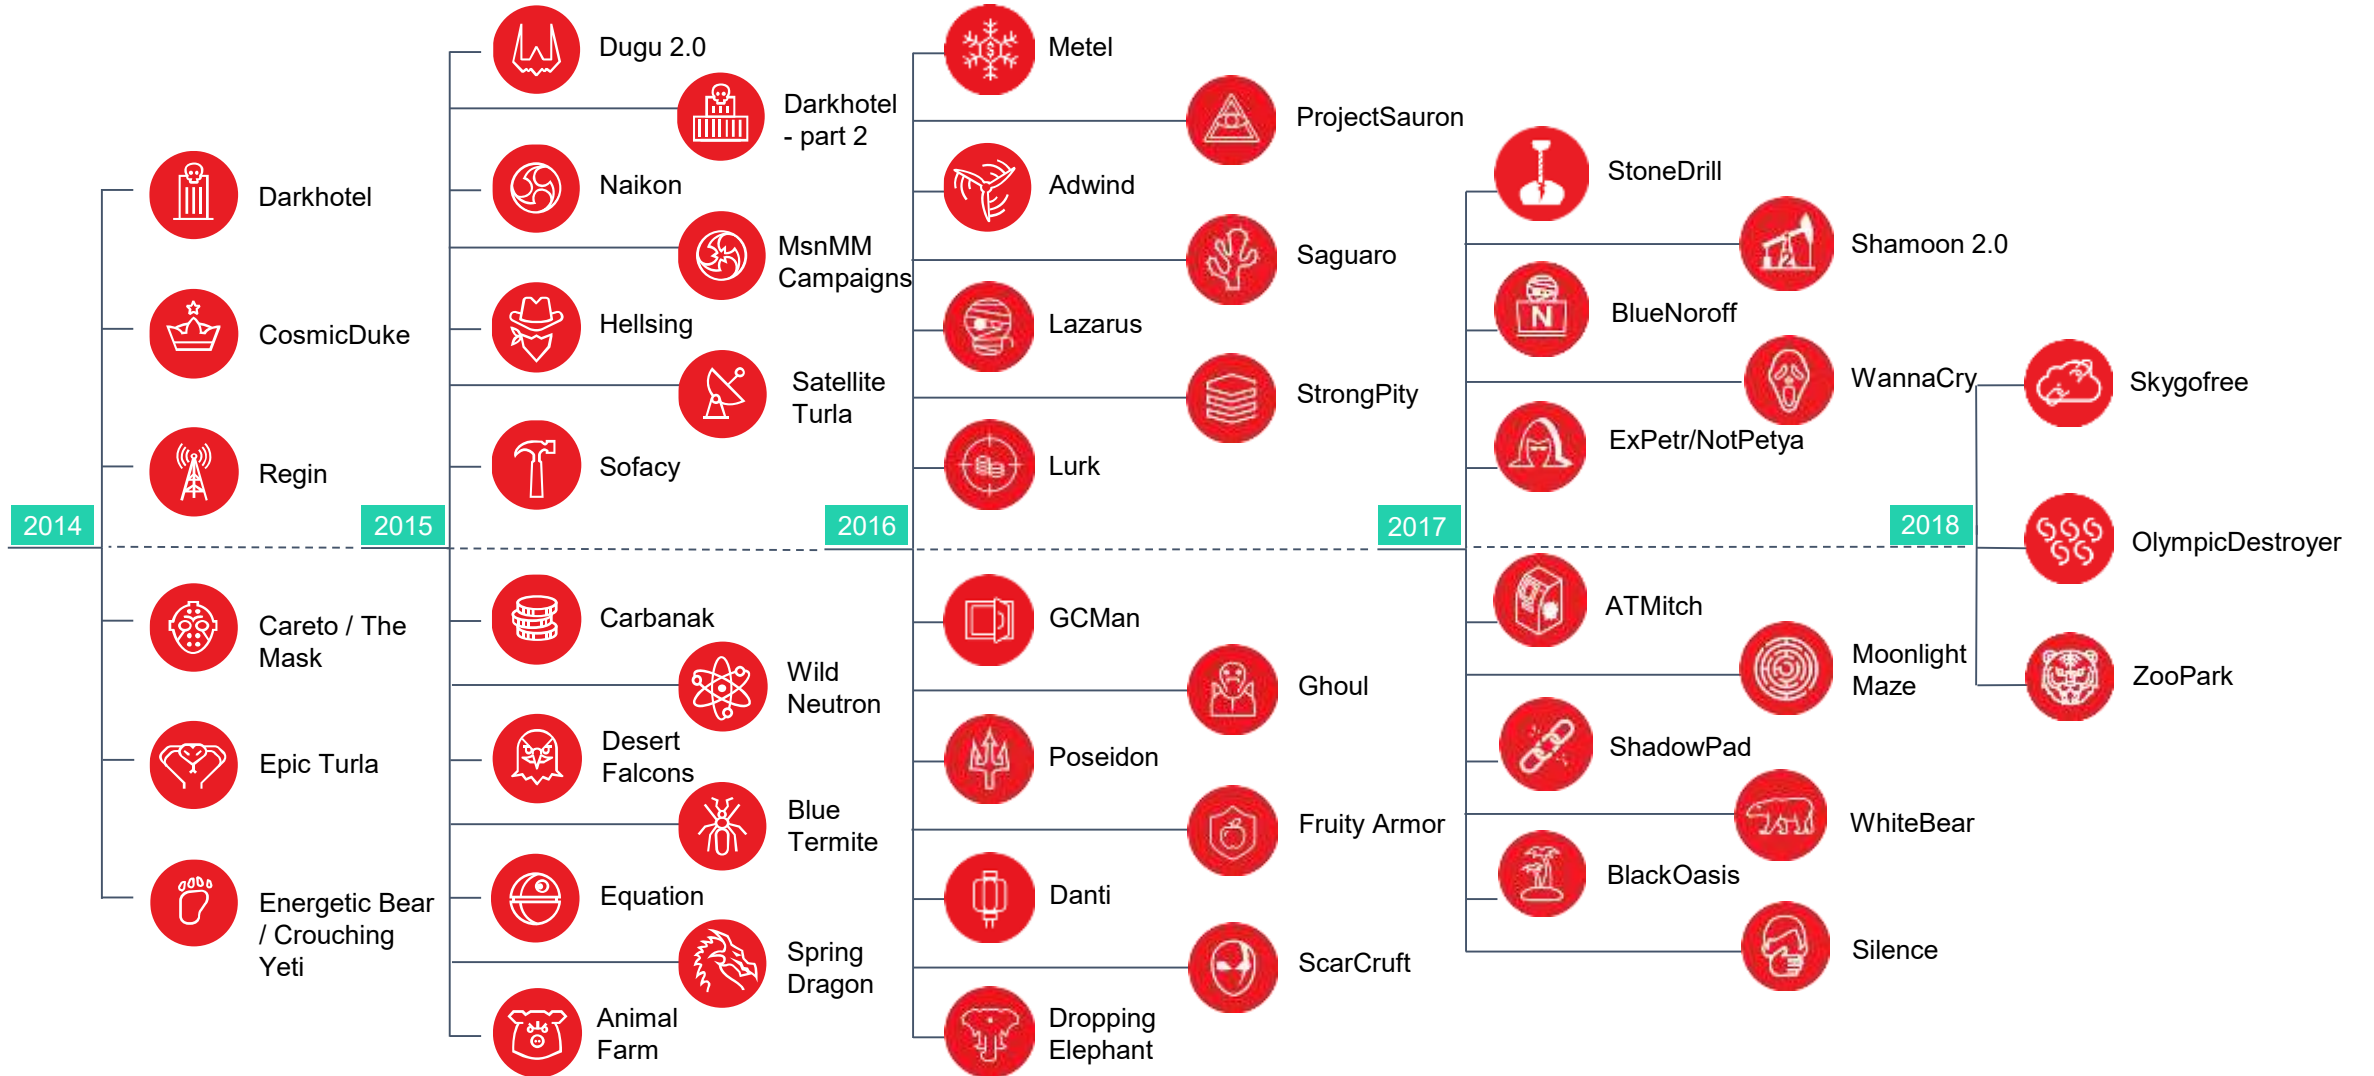 2014
Darkhotel
CosmicDuke
Regin
Careto / The
Mask
Epic Turla
Energetic Bear
/ Crouching
Yeti
2015
Dugu 2.0
Darkhotel
- part 2
Naikon
MsnMM
Campaigns
Hellsing
Satellite
Turla
Sofacy
Carbanak
Wild
Neutron
Desert
Falcons
Blue
Termite
Equation
Spring
Dragon
Animal
Farm
2016
Metel
ProjectSauron
Adwind
Saguaro
Lazarus
StrongPity
Lurk
GCMan
Ghoul
Poseidon
Fruity Armor
Danti
ScarCruft
Dropping
Elephant
2017
StoneDrill
2
Shamoon 2.0
N
BlueNoroff
WannaCry
ExPetr/NotPetya
ATMitch
Moonlight
Maze
ShadowPad
WhiteBear
BlackOasis
Silence
2018
Skygofree
OlympicDestroyer
ZooPark